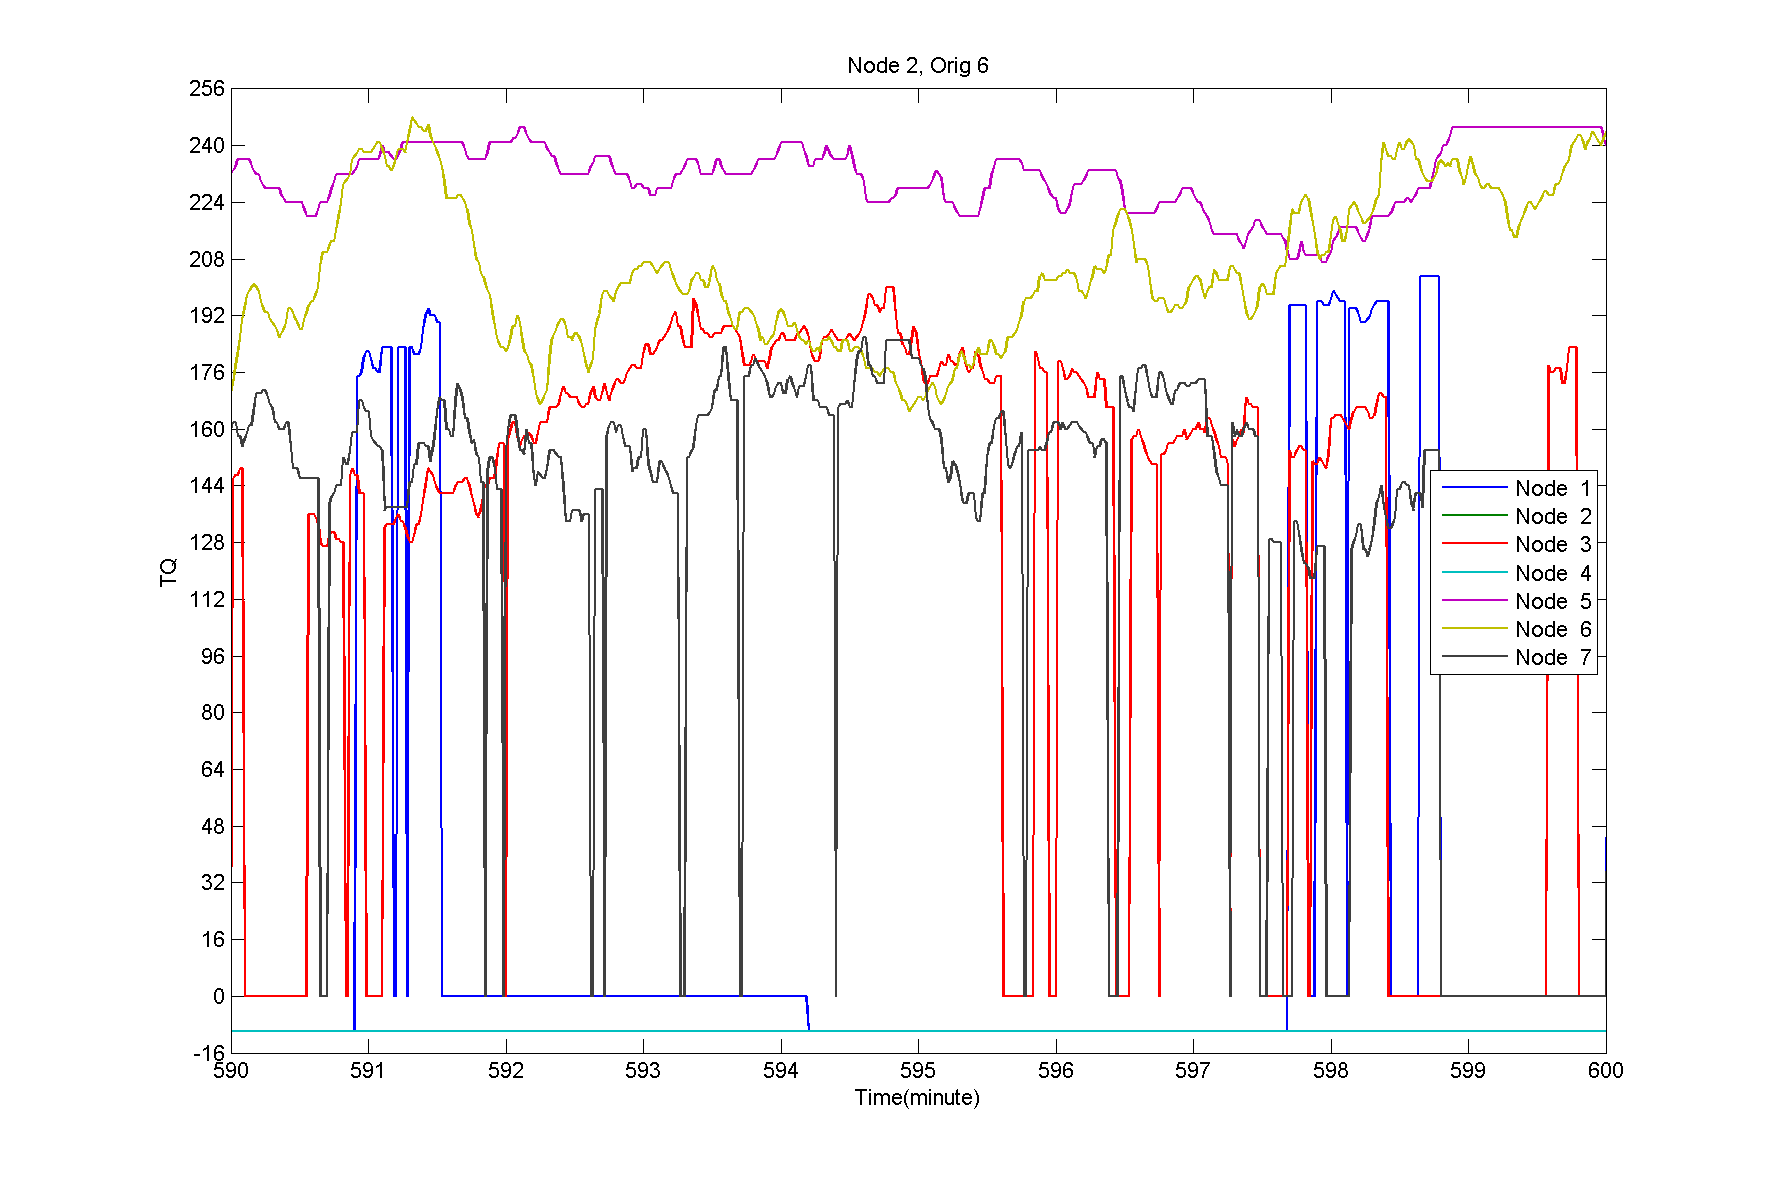 Node 2, Orig 6
256
240
224
208
192
176
160
144
128
112
96
80
64
48
32
16
0
-16
TQ
590 591 592 593 594 595 596 597 598 599 600
Time(minute)
Node 1
Node 2
Node 3
Node 4
Node 5
Node 6
Node 7